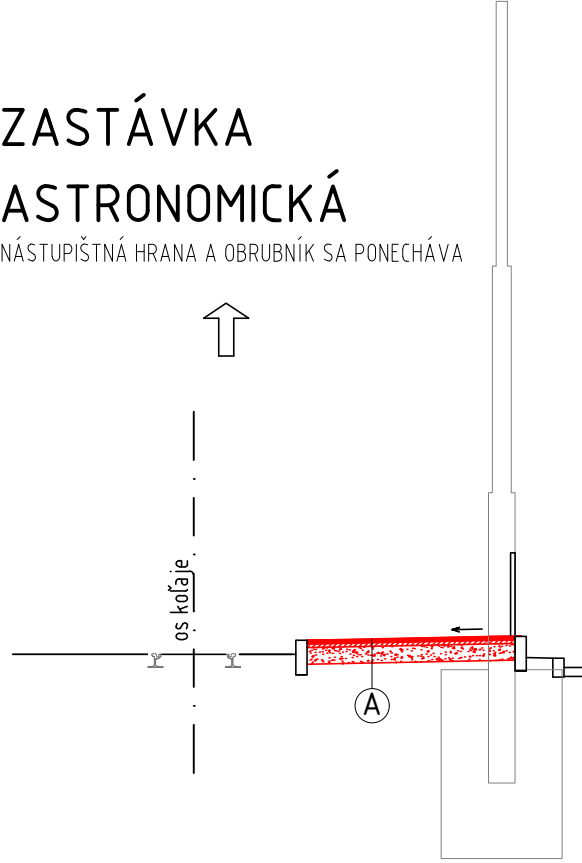 ZASTÁVKA
ASTRONOMICKÁ
NÁSTUPIŠTNÁ HRANA A OBRUBNÍK SA PONECHÁVA
os koľaje
A